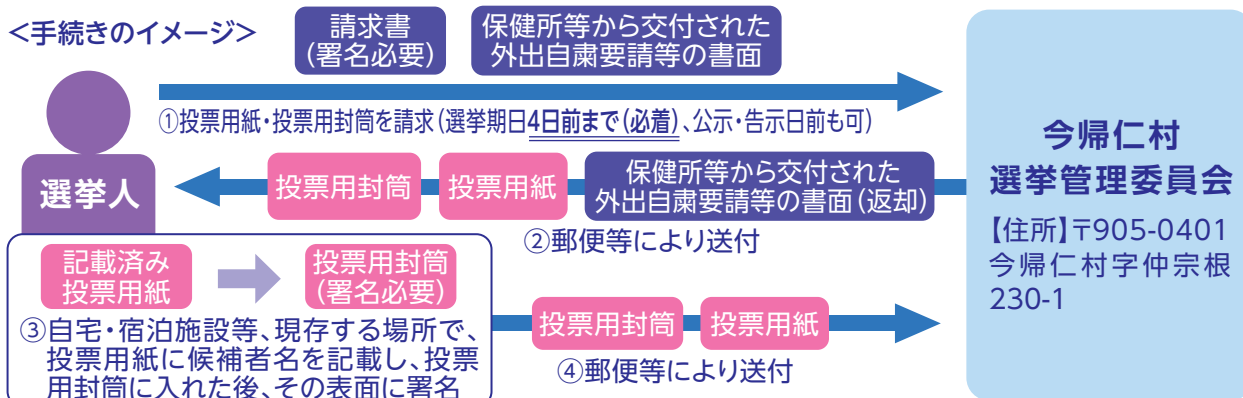 <手続きのイメージ>
請求書
(署名必要)
保健所等から交付された
外出自粛要請等の書面
①投票用紙・投票用封筒を請求(選挙期日4日前まで(必着)、公示・告示日前も可)
選挙人
投票用封筒
投票用紙
保健所等から交付された
外出自粛要請等の書面(返却)
②郵便等により送付
記載済み
投票用紙
投票用封筒
(署名必要)
③自宅・宿泊施設等、現存する場所で、
投票用紙に候補者名を記載し、投票
用封筒に入れた後、その表面に署名
投票用封筒
投票用紙
④郵便等により送付
今帰仁村
選挙管理委員会
【住所】〒905-0401
今帰仁村字仲宗根
230-1